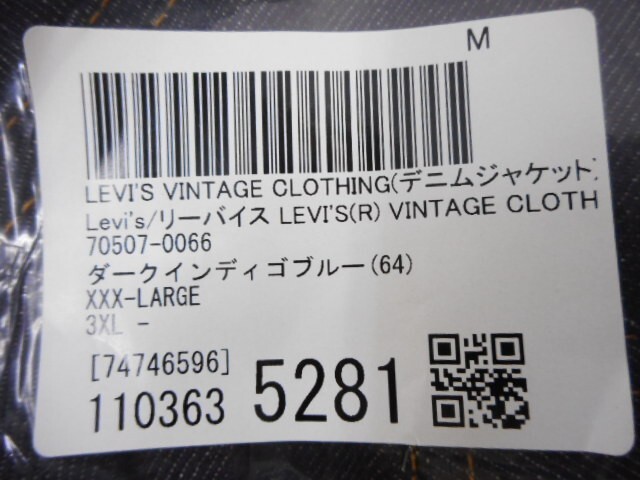 M
LEVI'S VINTAGE CLOTHING(デニムジャケット)
Levi's/リーバイス LEVI'S(R) VINTAGE CLOTH
70507-0066
ダークインディゴブルー(64)
XXX-LARGE
3XL -
[74746596]
110363 5281